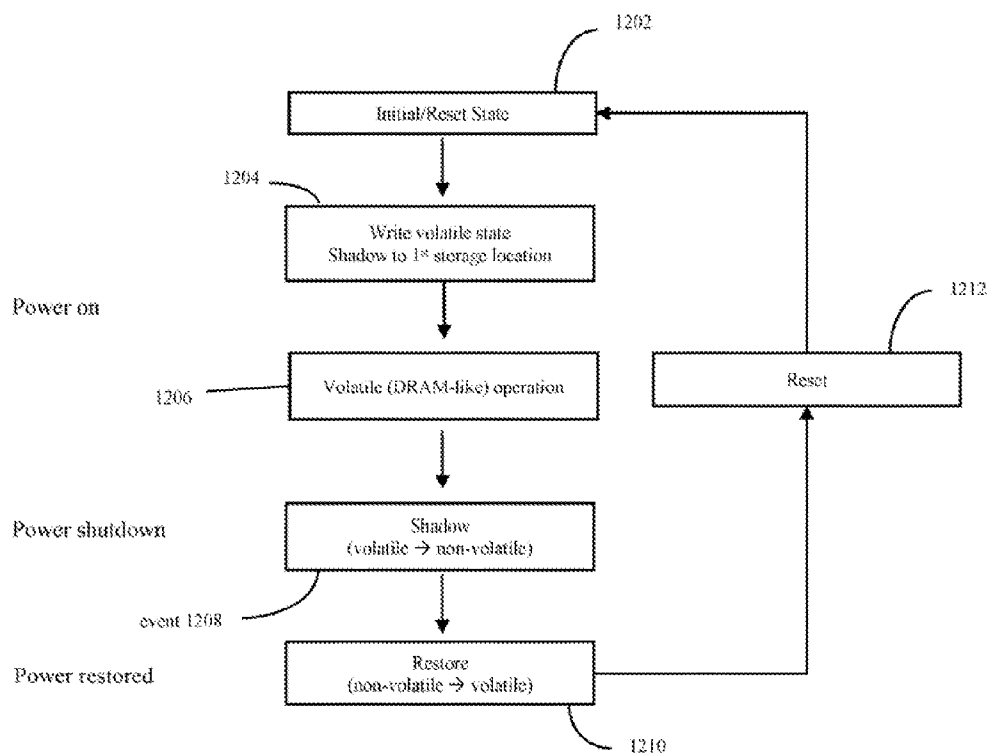 1202
Initial/Reset State
1204
Write volatile state
Shadow to 1st storage location
Power on
1212
Reset
1206
Volatile (DRAM-like) operation
Power shutdown
Shadow
(volatile → non-volatile)
event 1208
Power restored
Restore
(non-volatile → volatile)
1210